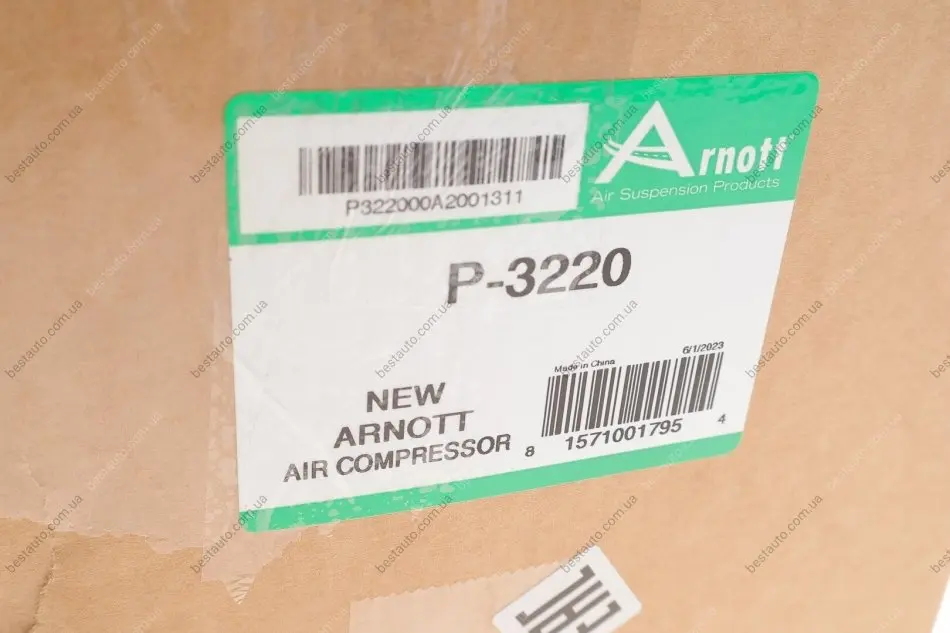 Arnott
Air Suspension Products
P322000A2001311
P-3220
NEW
ARNOTT
AIR COMPRESSOR
6/1/2023
Made in China
8 1571001795 4
bestauto.com.ua